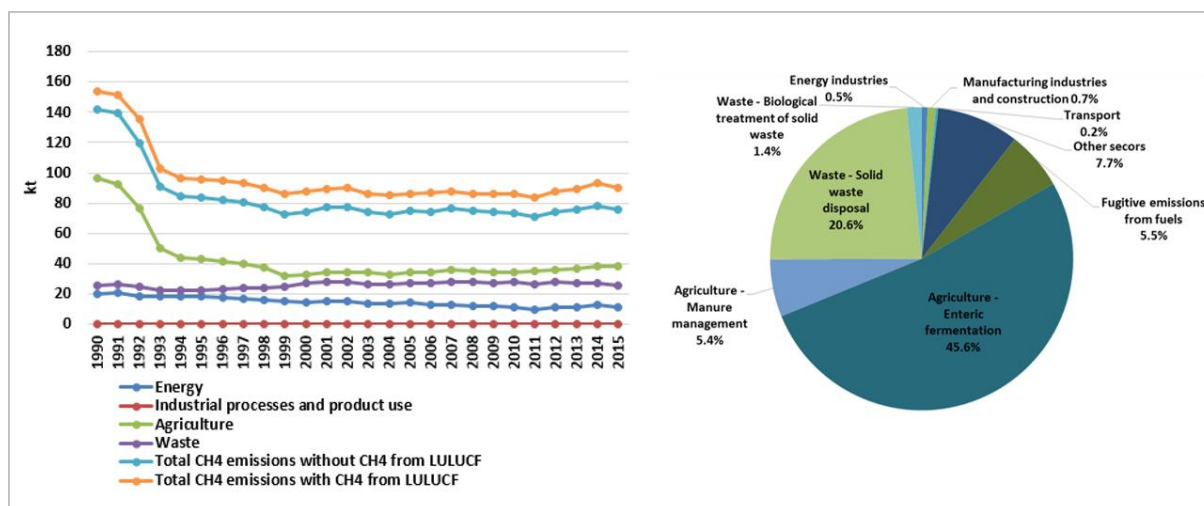 180
160
140
120
100
80
60
40
20
0
kt
1990
1991
1992
1993
1994
1995
1996
1997
1998
1999
2000
2001
2002
2003
2004
2005
2006
2007
2008
2009
2010
2011
2012
2013
2014
2015
Energy
Industrial processes and product use
Agriculture
Waste
Total CH4 emissions without CH4 from LULUCF
Total CH4 emissions with CH4 from LULUCF
Energy industries
0.5%
Manufacturing industries
and construction 0.7%
Transport
0.2%
Other secors
7.7%
Fugitive emissions
from fuels
5.5%
Agriculture -
Enteric
fermentation
45.6%
Agriculture -
Manure
management
5.4%
Waste - Solid
waste
disposal
20.6%
Waste - Biological
treatment of solid
waste
1.4%